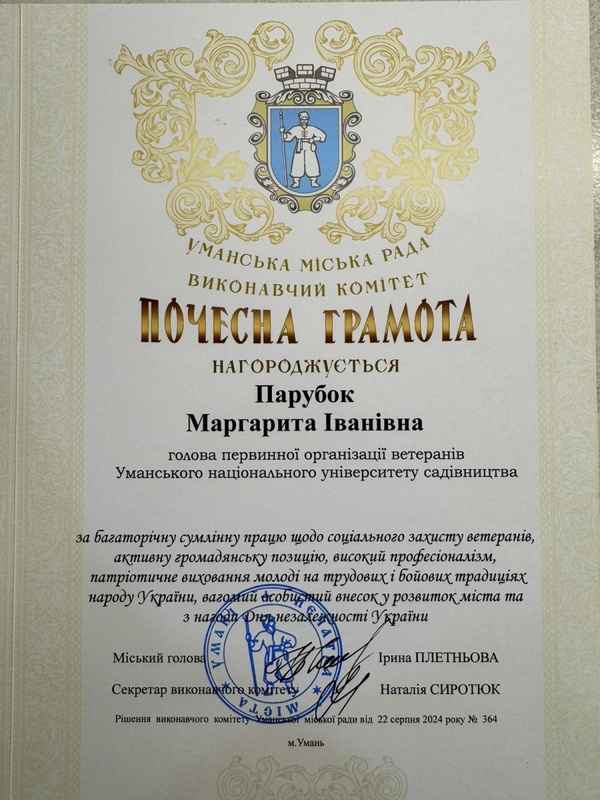 УМАНСЬКА МІСЬКА РАДА
ВИКОНАВЧИЙ КОМІТЕТ
ПОЧЕСНА ГРАМОТА
НАГОРОДЖУЄТЬСЯ
Парубок
Маргарита Іванівна
голова первинної організації ветеранів
Уманського національного університету садівництва
за багаторічну сумлінну працю щодо соціального захисту ветеранів,
активну громадянську позицію, високий професіоналізм,
патріотичне виховання молоді на трудових і бойових традиціях
народу України, вагомий особистий внесок у розвиток міста та
з нагоди Дня незалежності України
ПЕЧАТКА МІСТА УМАНІ
Міський голова Ірина ПЛЕТНЬОВА
Секретар виконавчого комітету Наталія СИРОТЮК
Рішення виконавчого комітету Уманської міської ради від 22 серпня 2024 року № 364
м.Умань